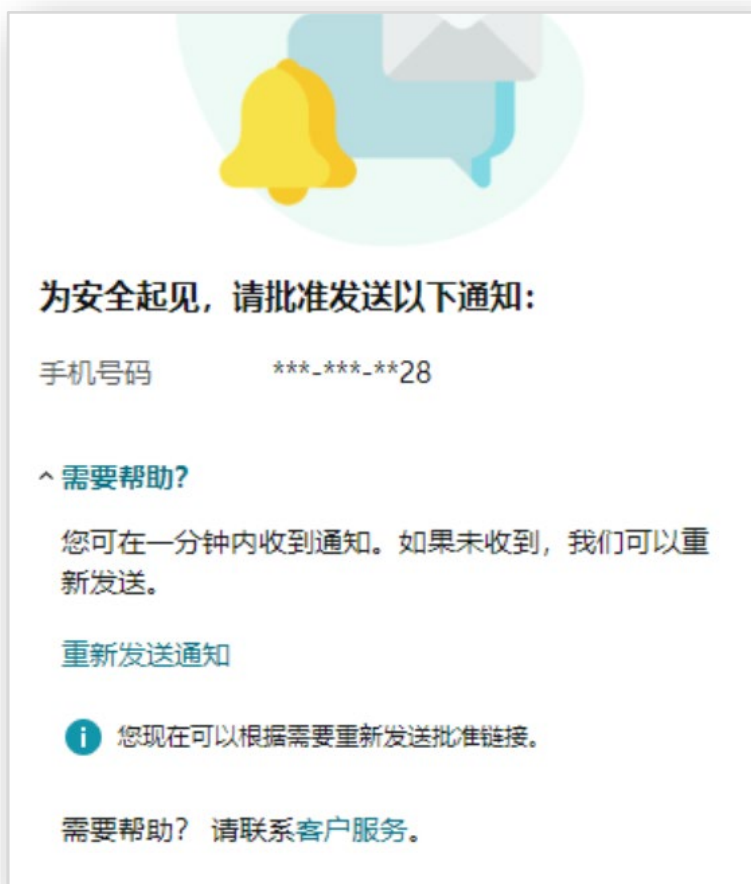 为安全起见，请批准发送以下通知：
手机号码 ***-***-**28
需要帮助?
您可在一分钟内收到通知。如果未收到，我们可以重
新发送。
重新发送通知
您现在可以根据需要重新发送批准链接。
需要帮助? 请联系客户服务。